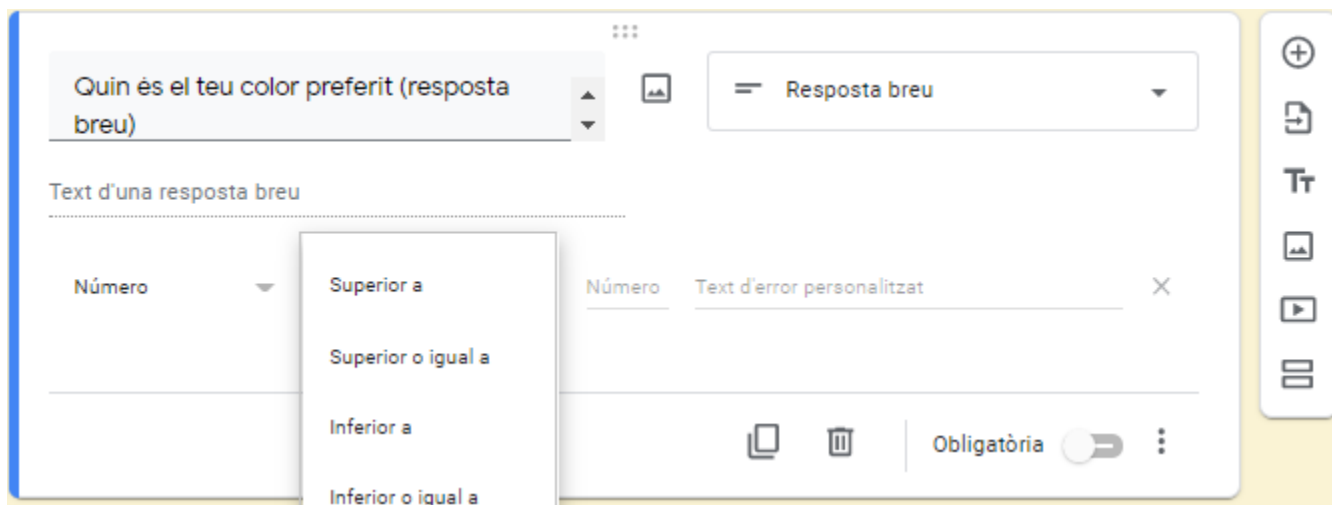 Quin és el teu color preferit (resposta
breu)
Resposta breu
Text d'una resposta breu
Número
Superior a
Número
Text d'error personalitzat
Superior o igual a
Inferior a
Inferior o igual a
Obligatòria
Tт